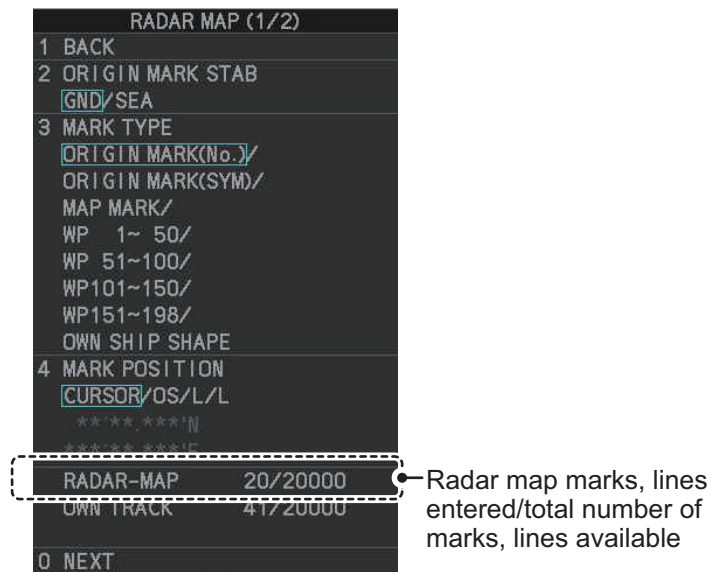 RADAR MAP (1/2)
1 BACK
2 ORIGIN MARK STAB
GND/SEA
3 MARK TYPE
ORIGIN MARK(No.)/
ORIGIN MARK(SYM)/
MAP MARK/
WP 1~ 50/
WP 51~100/
WP101~150/
WP151~198/
OWN SHIP SHAPE
4 MARK POSITION
CURSOR/OS/L/L
**'**.***'N
***'**.***'E
RADAR-MAP 20/20000
OWN TRACK 41/20000
0 NEXT
Radar map marks, lines
entered/total number of
marks, lines available